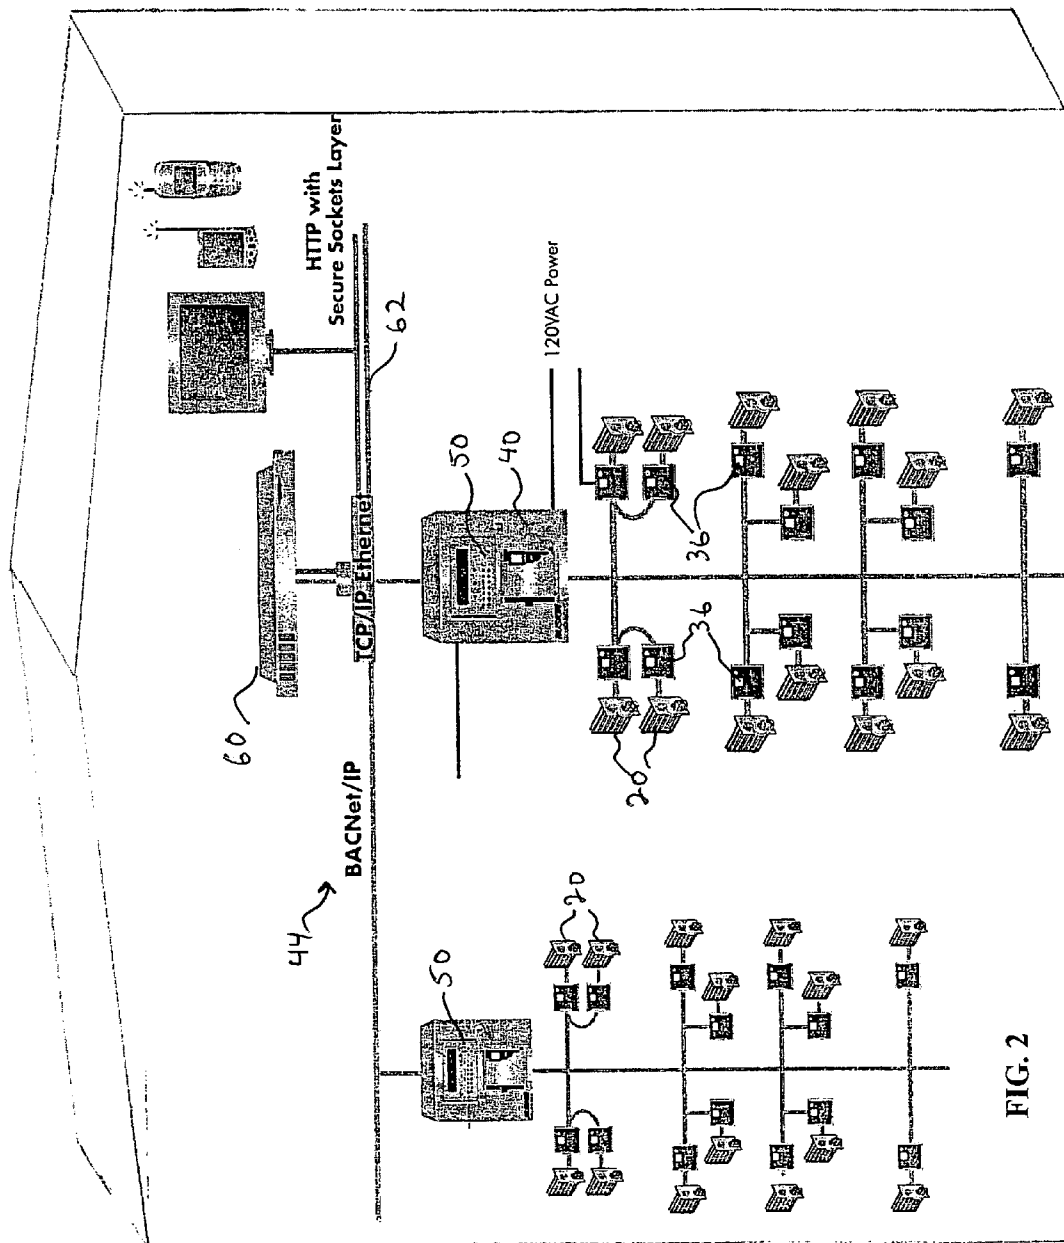 HTTP with
Secure Sockets Layer
62
60
TCP/IP Ethernet
BACNet/IP
44
50
40
120VAC Power
50
36
36
20
20
FIG. 2